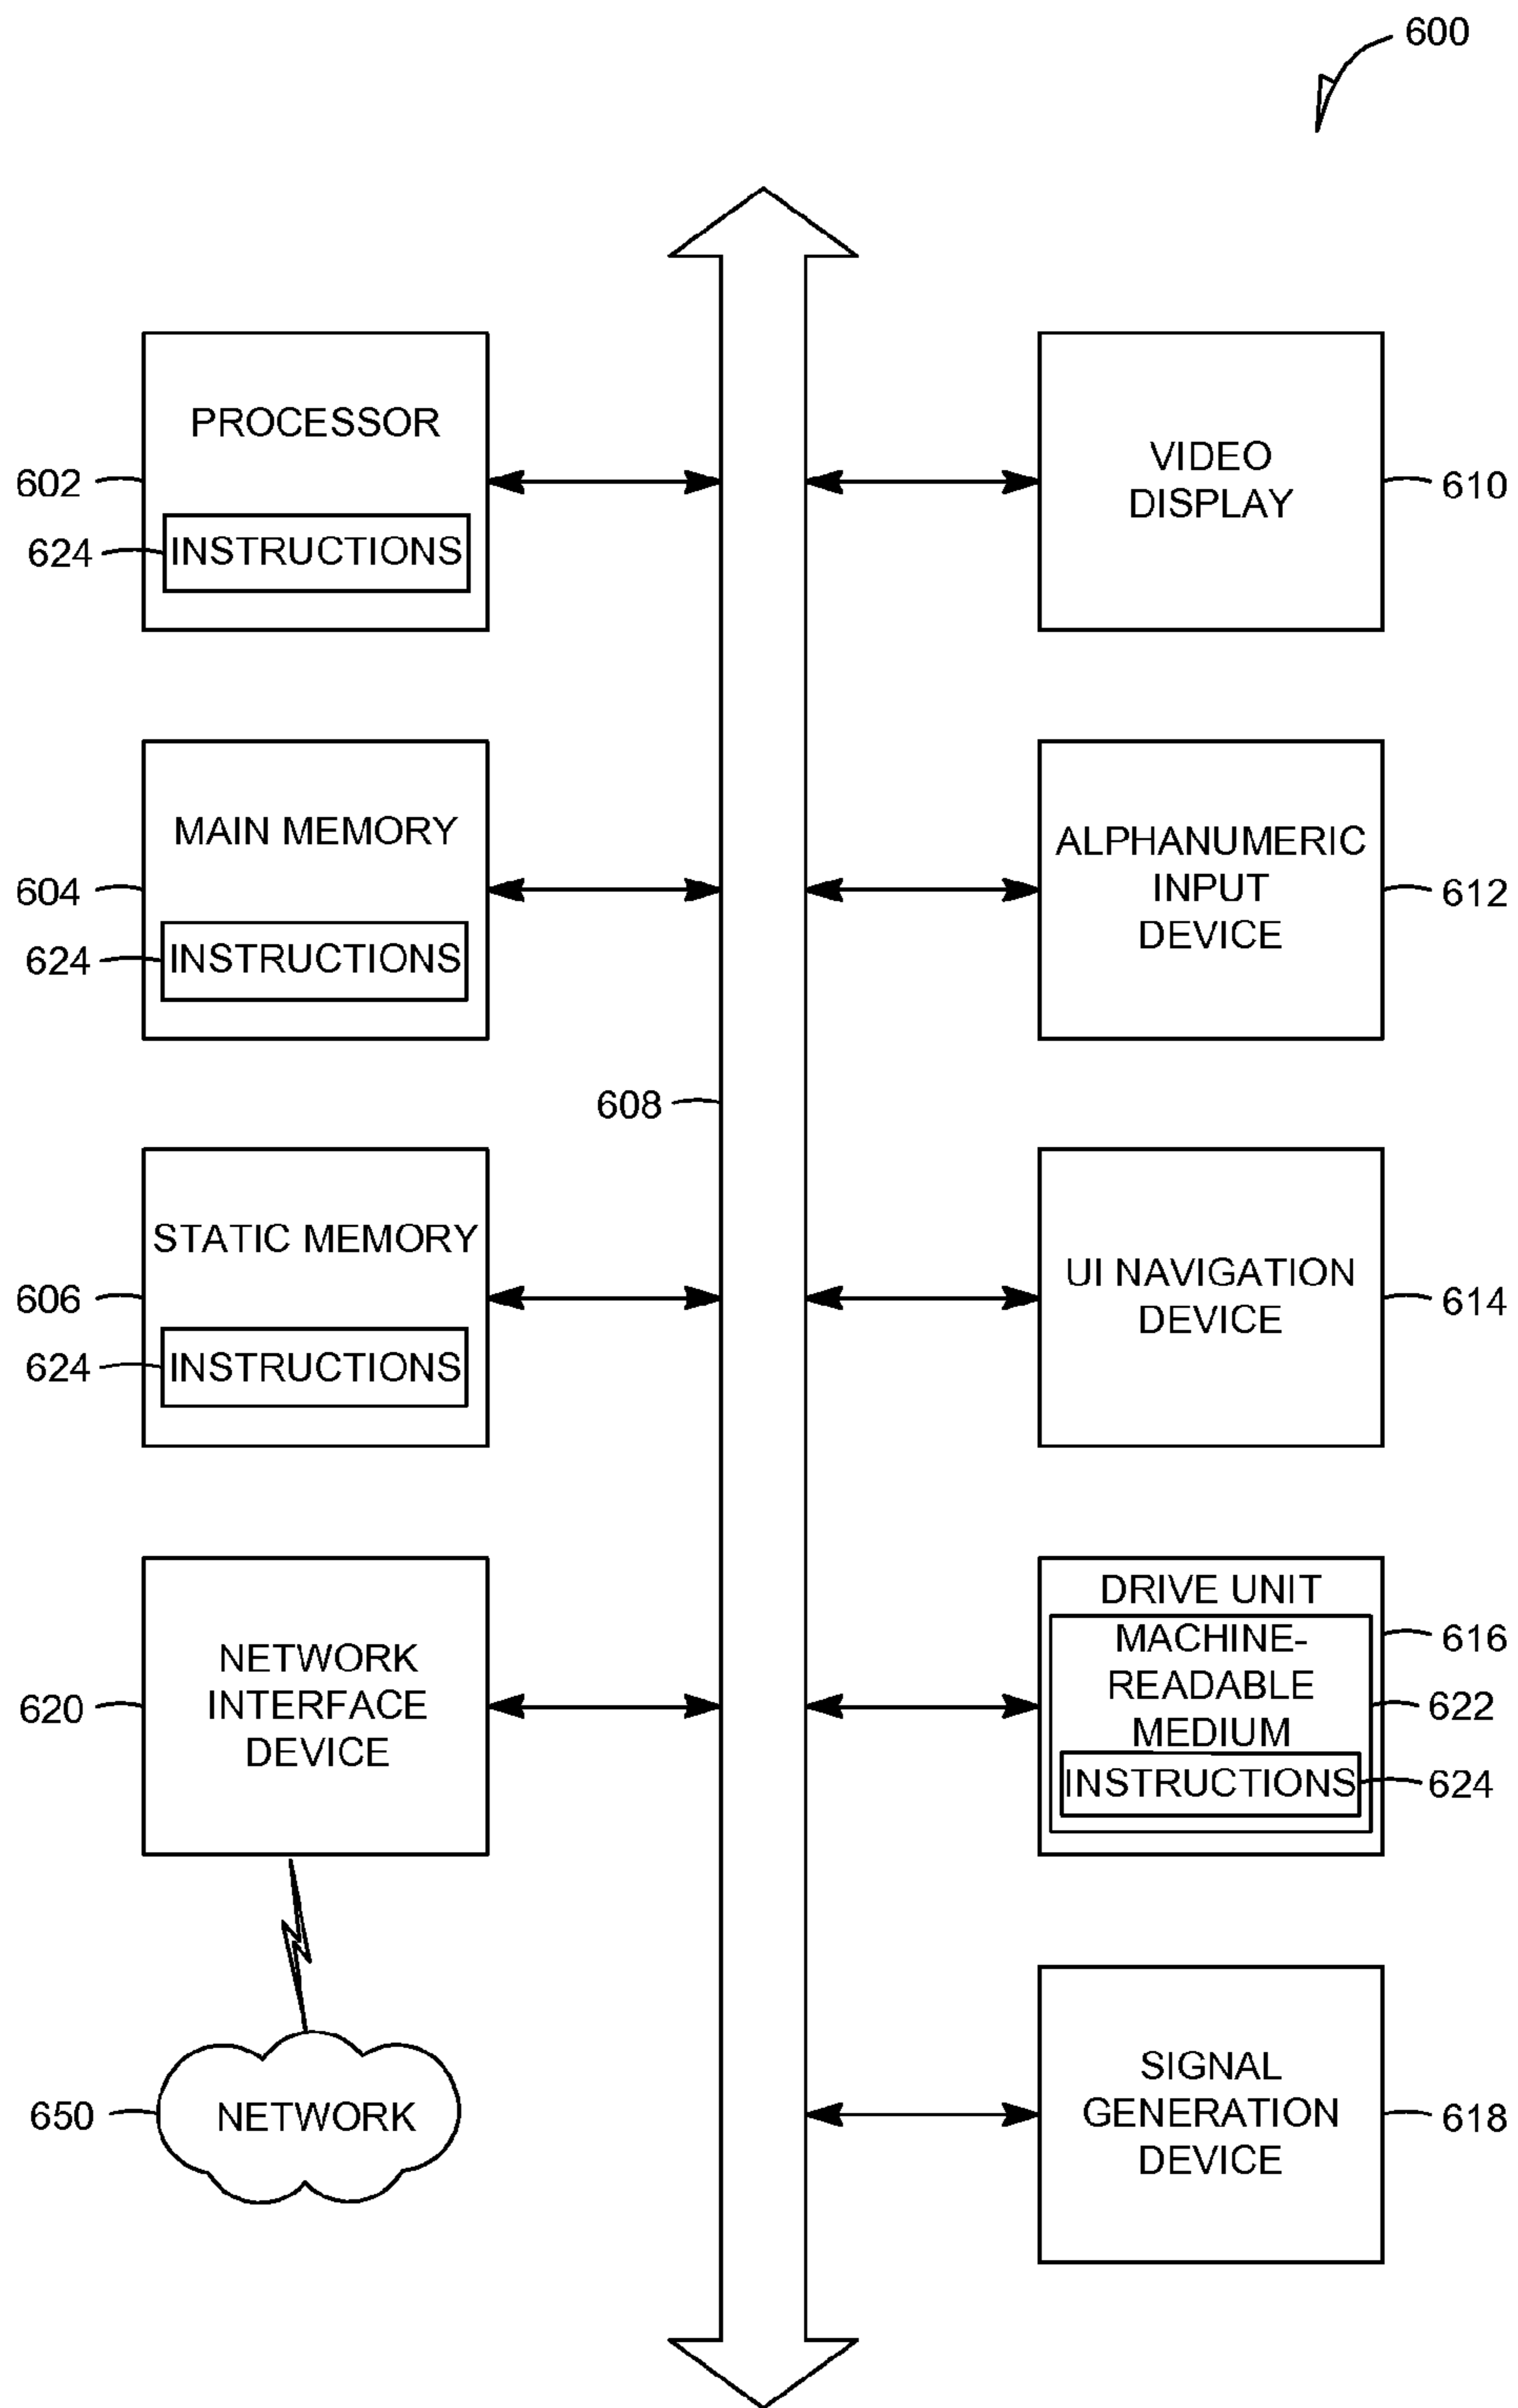 600
PROCESSOR
602
624
INSTRUCTIONS
VIDEO
DISPLAY
610
MAIN MEMORY
604
624
INSTRUCTIONS
ALPHANUMERIC
INPUT
DEVICE
612
608
STATIC MEMORY
606
624
INSTRUCTIONS
UI NAVIGATION
DEVICE
614
NETWORK
INTERFACE
DEVICE
620
DRIVE UNIT
616
MACHINE-
READABLE
MEDIUM
622
INSTRUCTIONS
624
650
NETWORK
SIGNAL
GENERATION
DEVICE
618